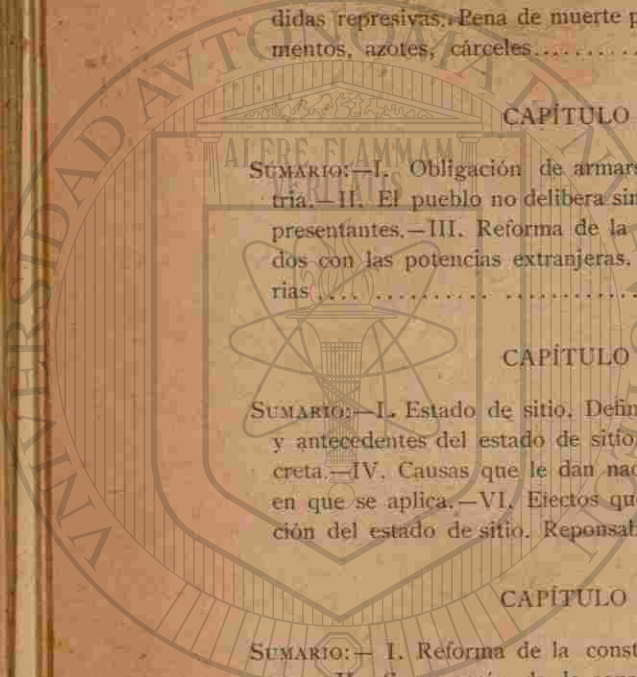 didas represivas. Pena de muerte p
mentos, azotes, cárceles..........
CAPÍTULO
SUMARIO:—I. Obligación de armars
tria.—II. El pueblo no delibera sin
presentantes.—III. Reforma de la
dos con las potencias extranjeras.
rias .... .......... ..............
CAPÍTULO
SUMARIO:—I. Estado de sitio. Defin
y antecedentes del estado de sitio.
creta.—IV. Causas que le dan nac
en que se aplica.—VI. Efectos qu
ción del estado de sitio. Reponsab
CAPÍTULO
SUMARIO:— I. Reforma de la const
UNIVERSIDAD AUTONOMA D
ALERE FLAMMAM
VERITATIS